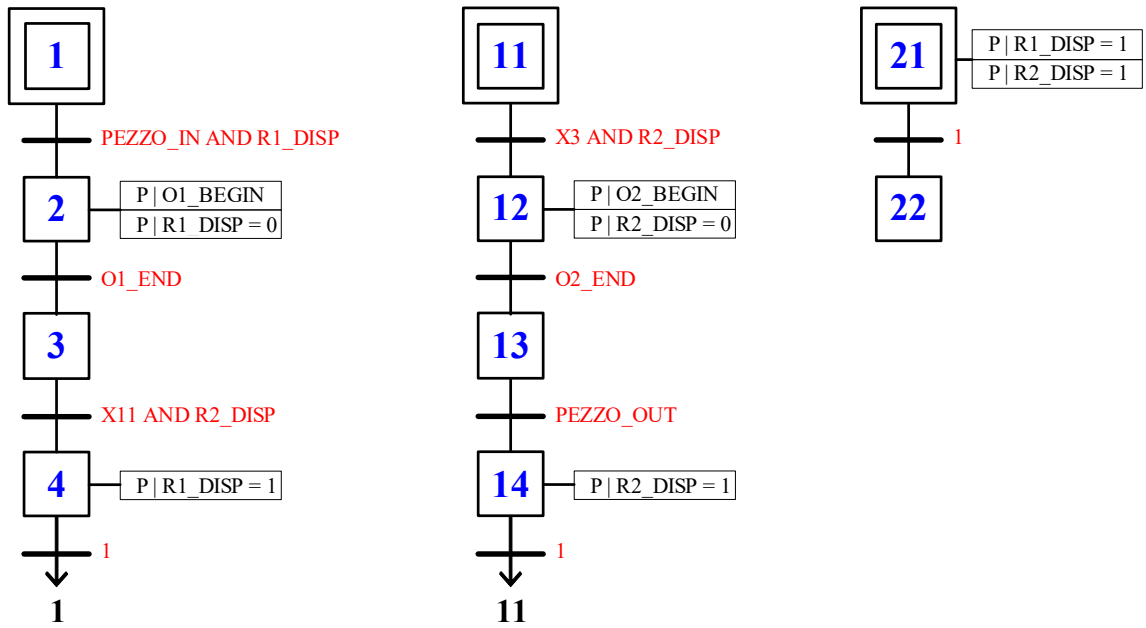 1
PEZZO_IN AND R1_DISP
2
P | O1_BEGIN
P | R1_DISP = 0
O1_END
3
X11 AND R2_DISP
4
P | R1_DISP = 1
1
1
11
X3 AND R2_DISP
12
P | O2_BEGIN
P | R2_DISP = 0
O2_END
13
PEZZO_OUT
14
P | R2_DISP = 1
1
11
21
P | R1_DISP = 1
P | R2_DISP = 1
1
22